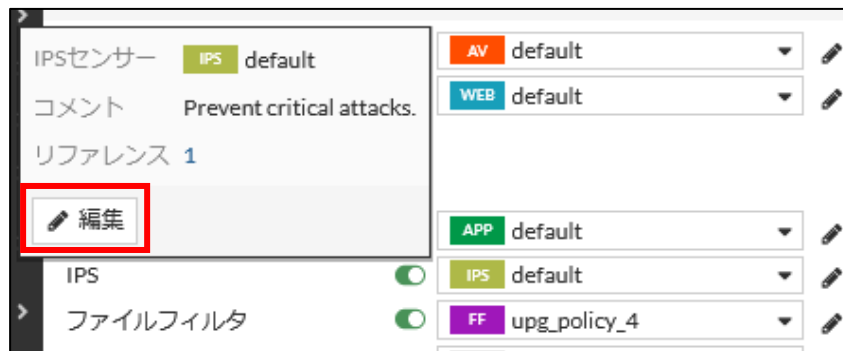 IPSセンサー IPS default
コメント Prevent critical attacks.
リファレンス 1
編集
AV default
WEB default
APP default
IPS IPS default
ファイルフィルタ FF upg_policy_4